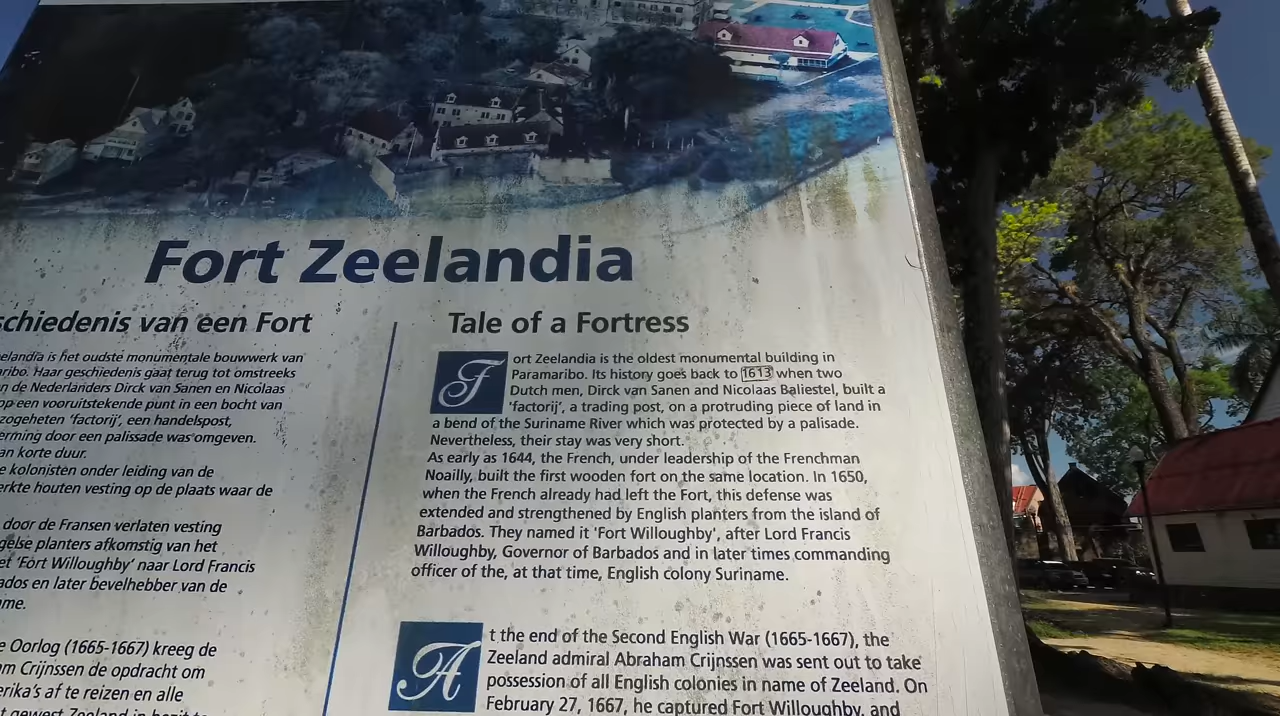 Fort Zeelandia
schiedenis van een Fort
elandia is het oudste monumentale bouwwerk van
ribo. Haar geschiedenis gaat terug tot omstreeks
n de Nederlanders Dirck van Sanen en Nicolaas
op een vooruitstekende punt in een bocht van
zogeheten 'factorij', een handelspost,
erming door een palissade was omgeven.
an korte duur.
e kolonisten onder leiding van de
erkte houten vesting op de plaats waar de
door de Fransen verlaten vesting
gelse planters afkomstig van het
et 'Fort Willoughby' naar Lord Francis
ados en later bevelhebber van de
me.
e Oorlog (1665-1667) kreeg de
m Crijnssen de opdracht om
erika's af te reizen en alle
t gewest Zeeland in bezit te
Tale of a Fortress
Fort Zeelandia is the oldest monumental building in
Paramaribo. Its history goes back to 1613 when two
Dutch men, Dirck van Sanen and Nicolaas Baliestel, built a
'factorij', a trading post, on a protruding piece of land in
a bend of the Suriname River which was protected by a palisade.
Nevertheless, their stay was very short.
As early as 1644, the French, under leadership of the Frenchman
Noailly, built the first wooden fort on the same location. In 1650,
when the French already had left the Fort, this defense was
extended and strengthened by English planters from the island of
Barbados. They named it 'Fort Willoughby', after Lord Francis
Willoughby, Governor of Barbados and in later times commanding
officer of the, at that time, English colony Suriname.
At the end of the Second English War (1665-1667), the
Zeeland admiral Abraham Crijnssen was sent out to take
possession of all English colonies in name of Zeeland. On
February 27, 1667, he captured Fort Willoughby, and